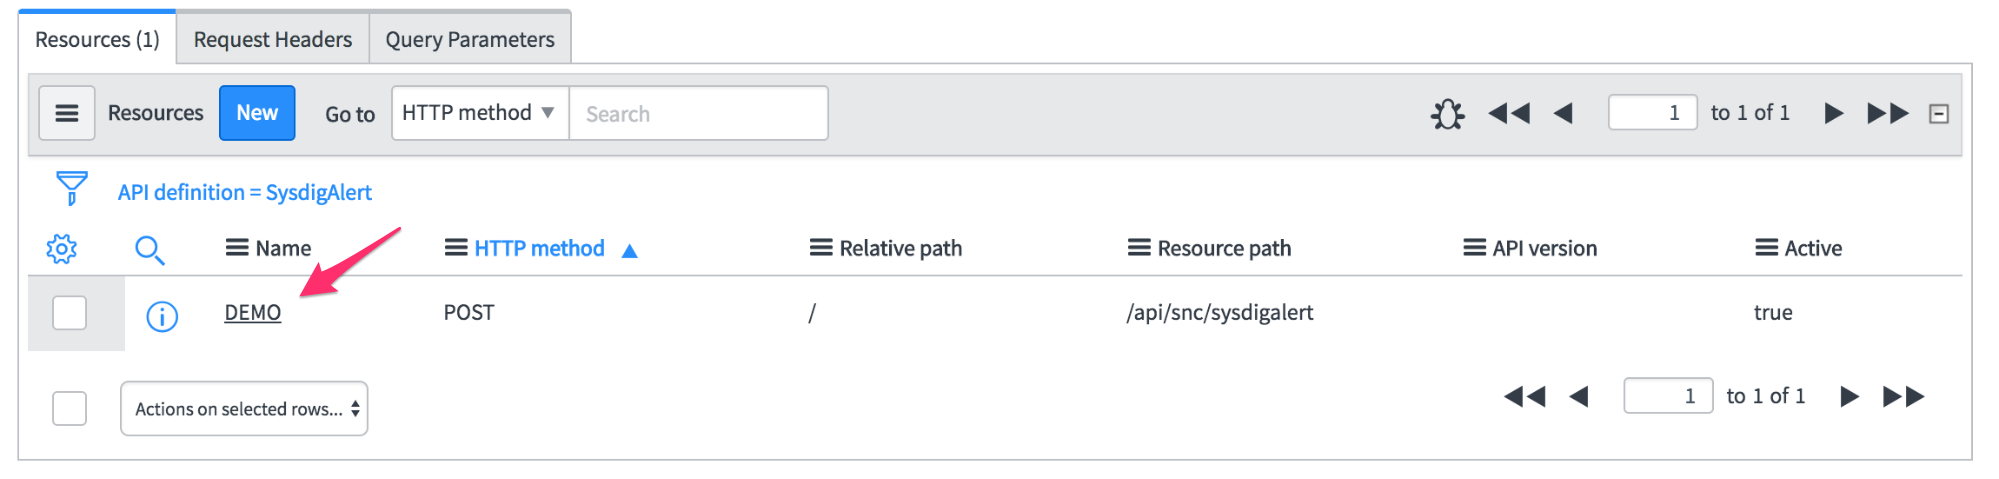 Resources (1) Request Headers Query Parameters
Resources New Go to HTTP method Search 1 to 1 of 1
API definition = SysdigAlert
Name HTTP method Relative path Resource path API version Active
DEMO POST / /api/snc/sysdigalert true
Actions on selected rows... 1 to 1 of 1